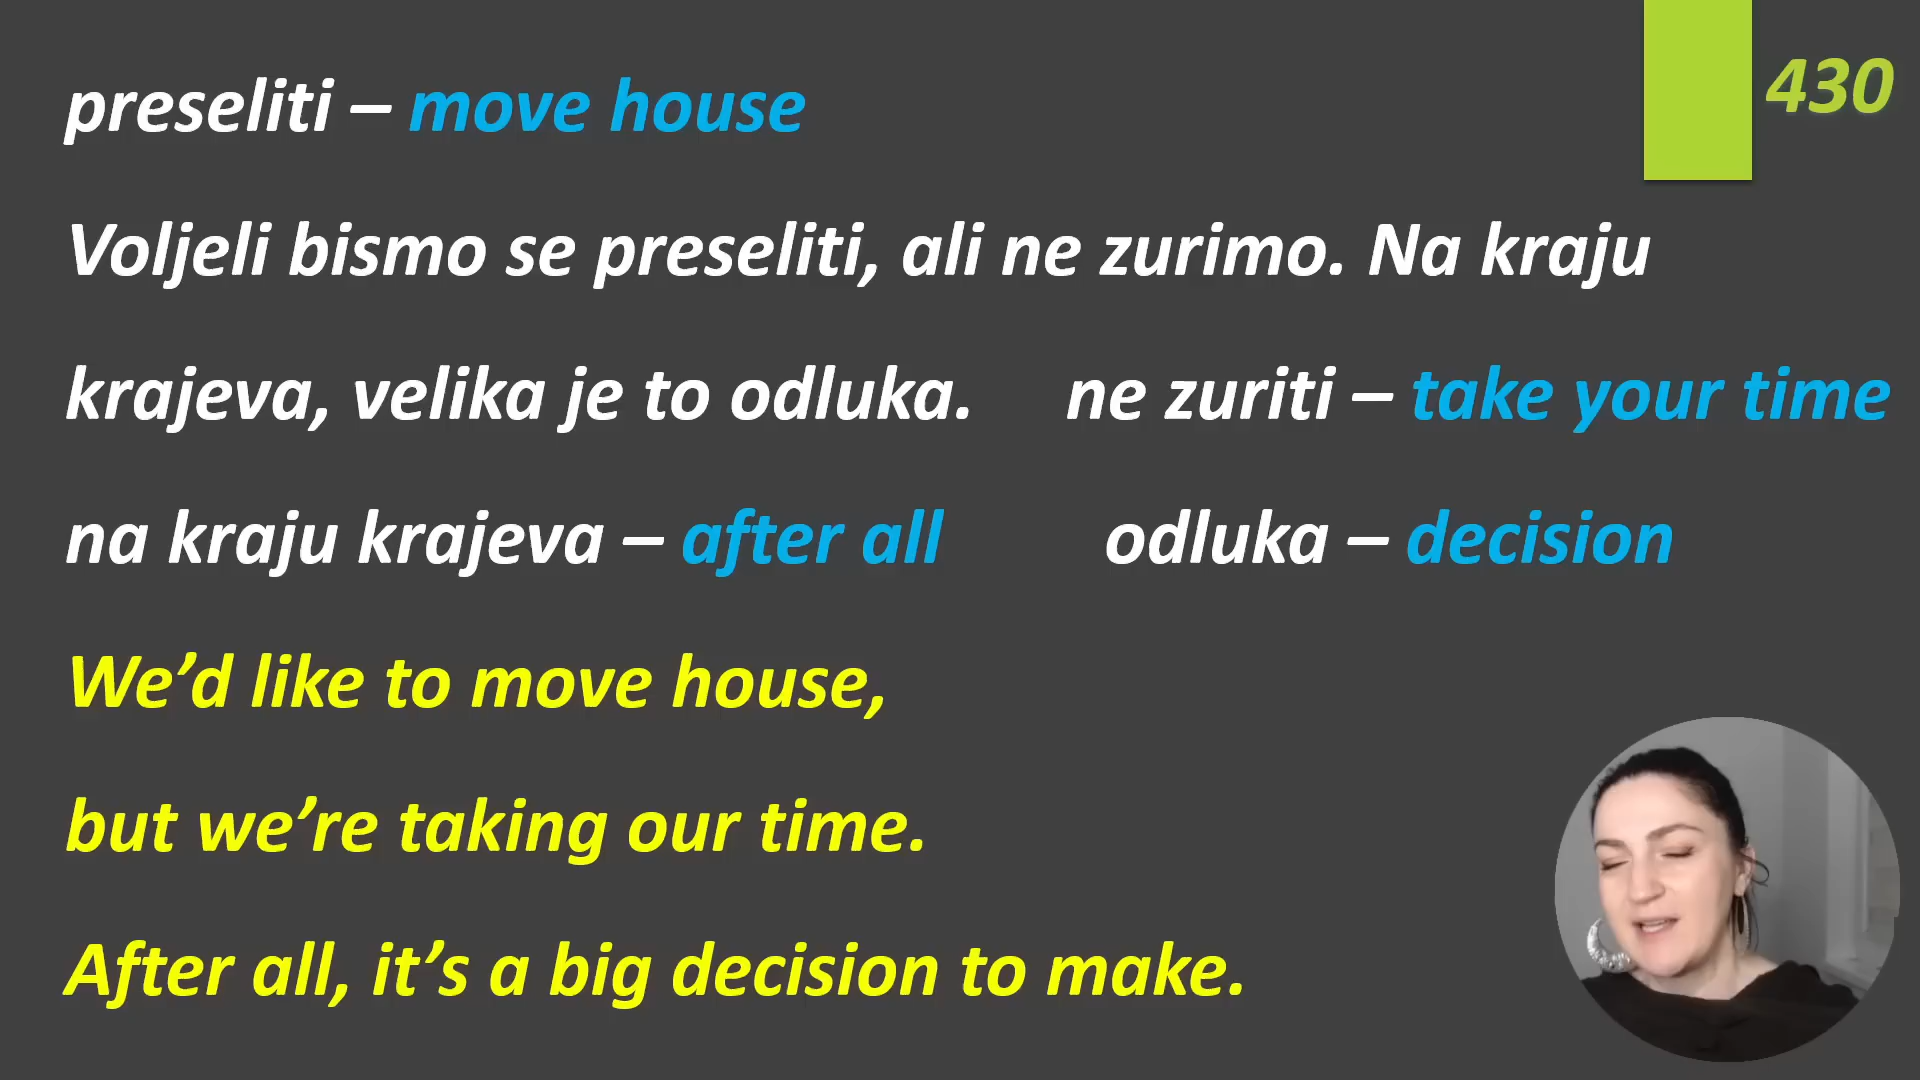 430
preseliti – move house
Voljeli bismo se preseliti, ali ne zurimo. Na kraju
krajeva, velika je to odluka. ne zuriti – take your time
na kraju krajeva – after all odluka – decision
We’d like to move house,
but we’re taking our time.
After all, it’s a big decision to make.